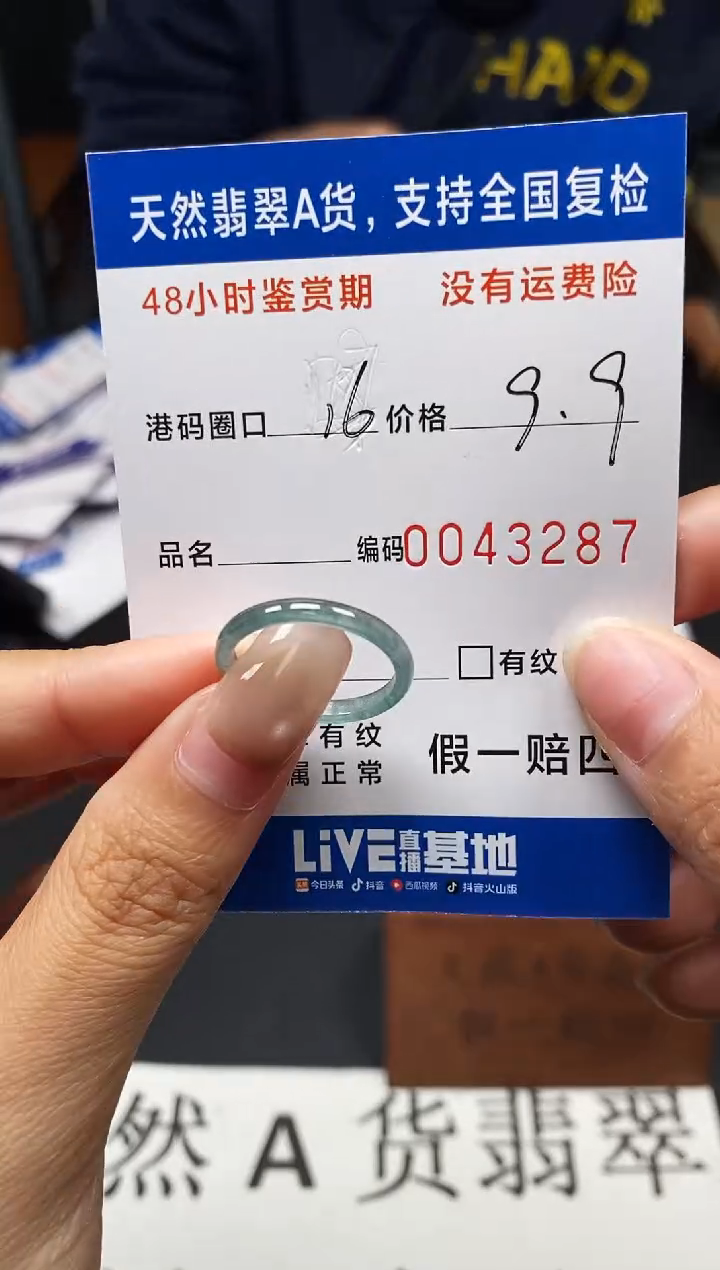 HA
天然翡翠A货，支持全国复检
48小时鉴赏期 没有运费险
港码圈口 16 价格 9.9
品名 编码0043287
□有纹
有纹
属正常 假一赔四
LiVE直播基地
今日头条 抖音 西瓜视频 抖音火山版
然A货翡翠